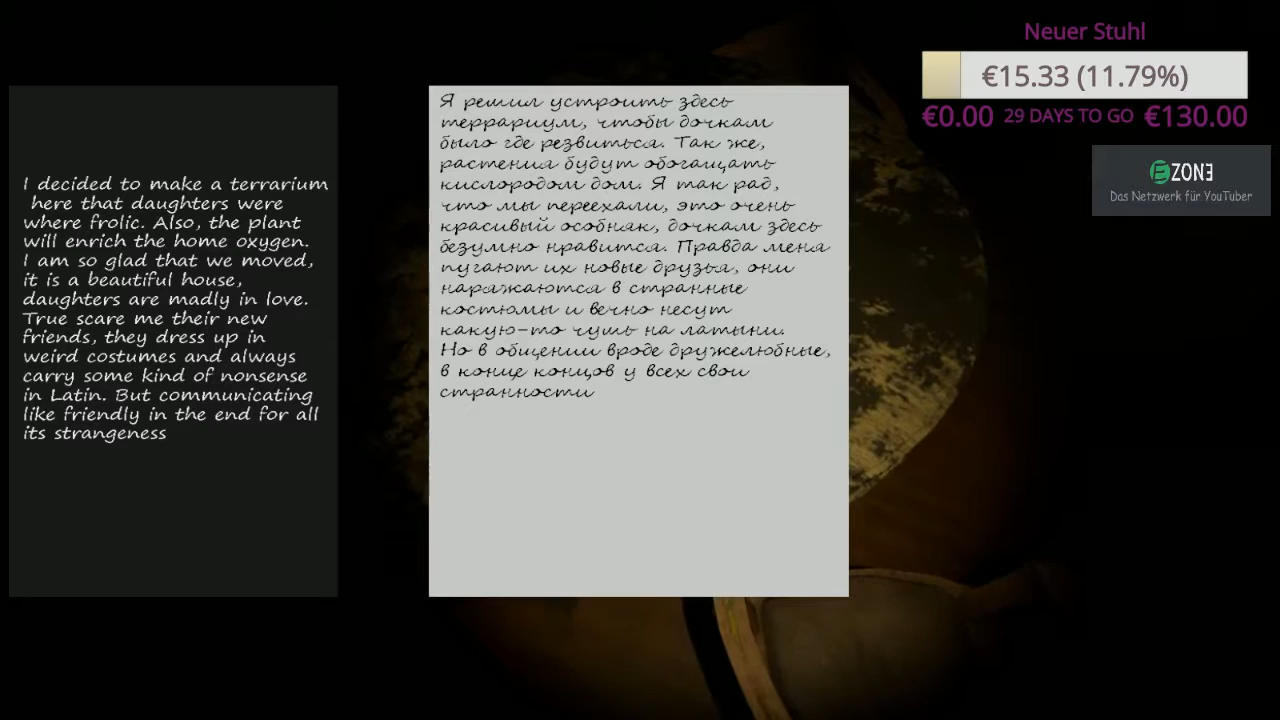 I decided to make a terrarium
here that daughters were
where frolic. Also, the plant
will enrich the home oxygen.
I am so glad that we moved,
it is a beautiful house,
daughters are madly in love.
True scare me their new
friends, they dress up in
weird costumes and always
carry some kind of nonsense
in Latin. But communicating
like friendly in the end for all
its strangeness
Я решил устроить здесь
террариум, чтобы дочкам
было где резвиться. Так же,
растения будут обогащать
кислородом дом. Я так рад,
что мы переехали, это очень
красивый особняк, дочкам здесь
безумно нравится. Правда меня
пугают их новые друзья, они
наряжаются в странные
костюмы и вечно несут
какую-то чушь на латыни.
Но в общении вроде дружелюбные,
в конце концов у всех свои
странности
Neuer Stuhl
€15.33 (11.79%)
€0.00 29 DAYS TO GO €130.00
ZON3
Das Netzwerk für YouTuber